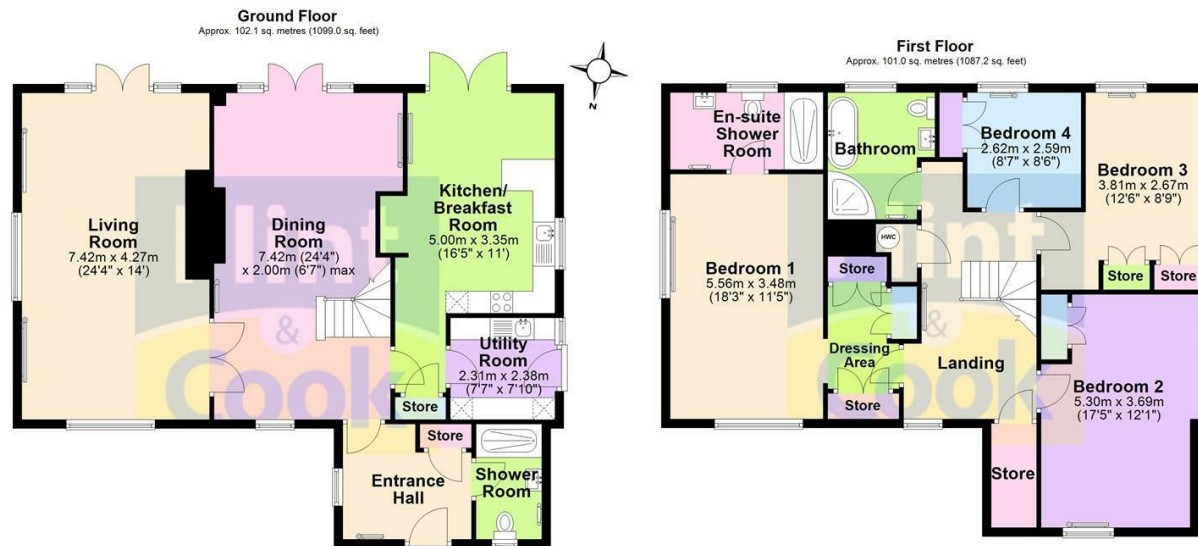 Ground Floor
Approx. 102.1 sq. metres (1099.0 sq. feet)
N
Living
Room
7.42m x 4.27m
(24'4" x 14')
Dining
Room
7.42m (24'4")
x 2.00m (6'7") max
Kitchen/
Breakfast
Room
5.00m x 3.35m
(16'5" x 11')
Utility
Room
2.31m x 2.38m
(7'7" x 7'10")
Store
Store
Entrance
Hall
Shower
Room
Flint
&
Cook
First Floor
Approx. 101.0 sq. metres (1087.2 sq. feet)
En-suite
Shower
Room
Bathroom
Bedroom 4
2.62m x 2.59m
(8'7" x 8'6")
Bedroom 3
3.81m x 2.67m
(12'6" x 8'9")
HWC
Bedroom 1
5.56m x 3.48m
(18'3" x 11'5")
Store
Store
Store
Dressing
Area
Landing
Store
Bedroom 2
5.30m x 3.69m
(17'5" x 12'1")
Store
Flint
&
Cook